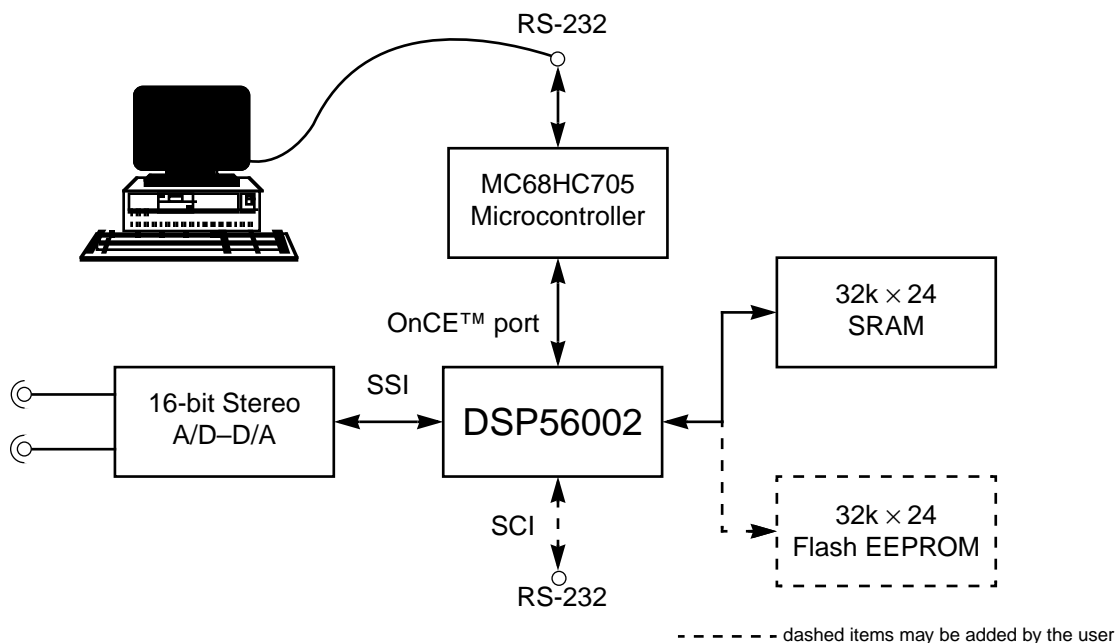 RS-232
MC68HC705
Microcontroller
OnCE™ port
32k × 24
SRAM
16-bit Stereo
A/D–D/A
SSI
DSP56002
SCI
32k × 24
Flash EEPROM
RS-232
dashed items may be added by the user